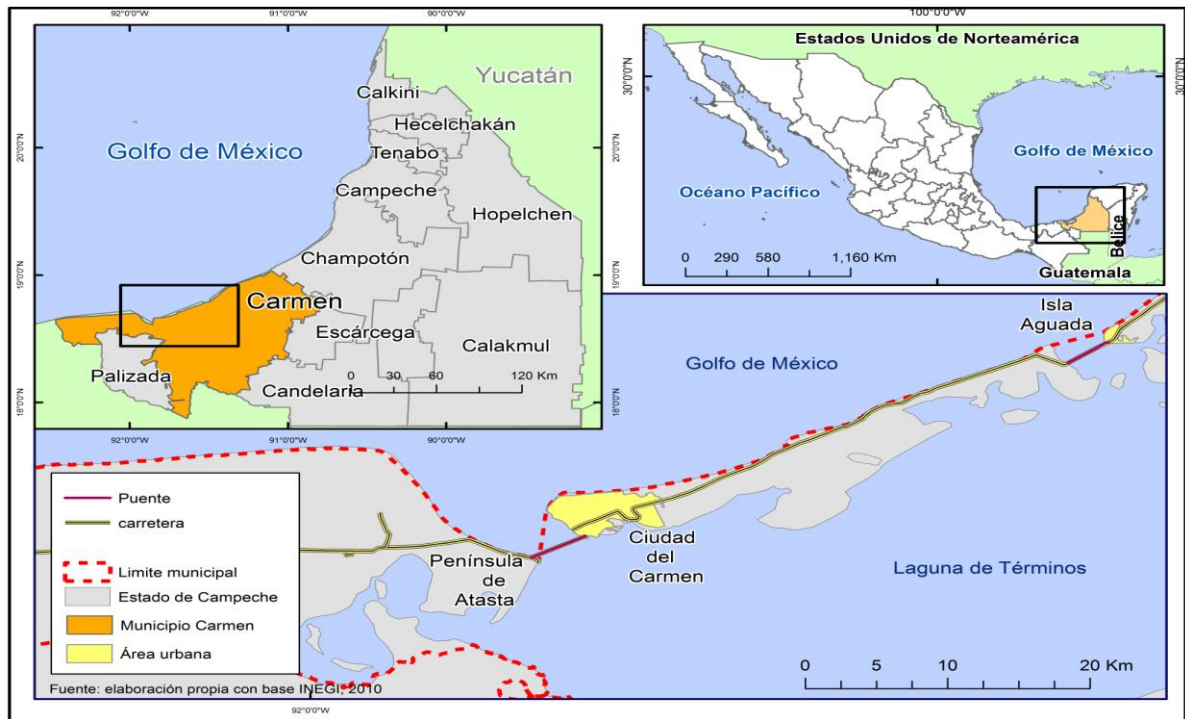 92°0'0"W
91°0'0"W
90°0'0"W
20°0'0"N
19°0'0"N
18°0'0"N
Yucatán
Calkini
Hecelchakán
Golfo de México
Tenabo
Campeche
Hopelchen
Champotón
Carmen
Escárcega
Calakmul
Palizada
Candelaria
0 30 60 120 Km
20°0'0"N
19°0'0"N
18°0'0"N
92°0'0"W
91°0'0"W
90°0'0"W
100°0'0"W
30°0'0"N
30°0'0"N
Estados Unidos de Norteamérica
Golfo de México
Océano Pacífico
Belice
Guatemala
0 290 580 1,160 Km
Isla
Aguada
Golfo de México
Ciudad
del
Carmen
Península
de
Atasta
Laguna de Términos
Puente
carretera
Limite municipal
Estado de Campeche
Municipio Carmen
Área urbana
Fuente: elaboración propia con base INEGI, 2010
0 5 10 20 Km
92°0'0"W